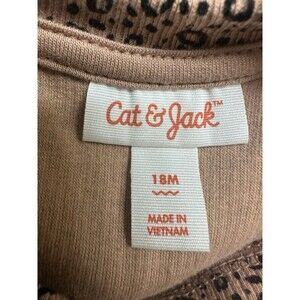 Cat & Jack™
18M
MADE IN
VIETNAM